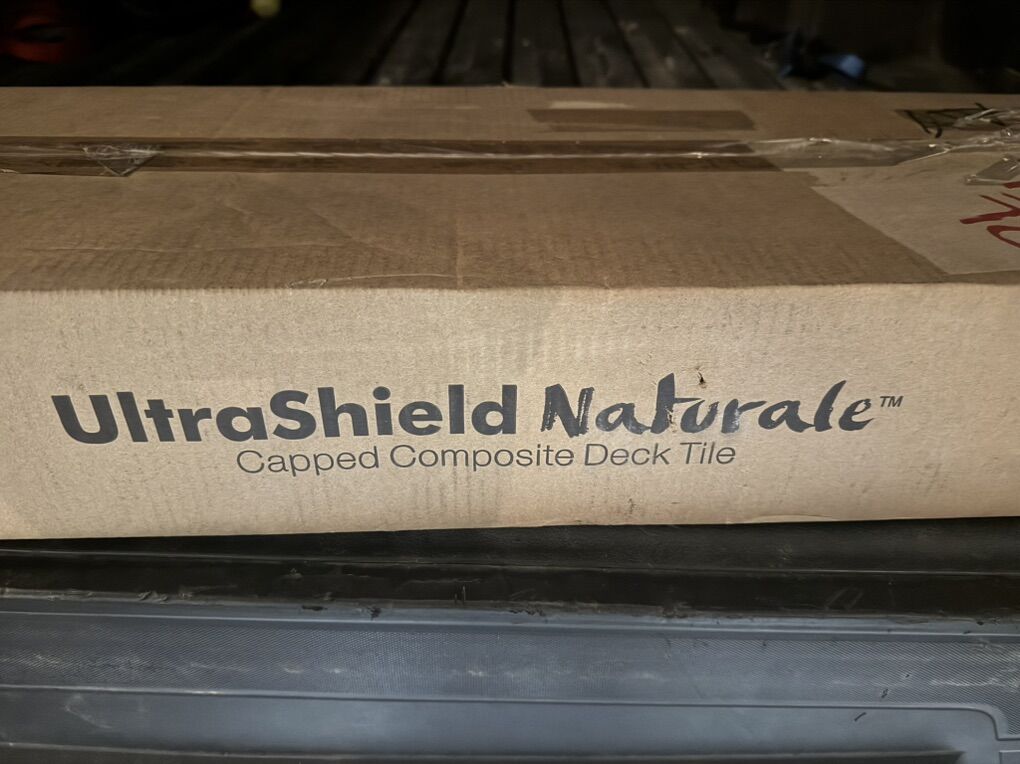 UltraShield Naturale™
Capped Composite Deck Tile